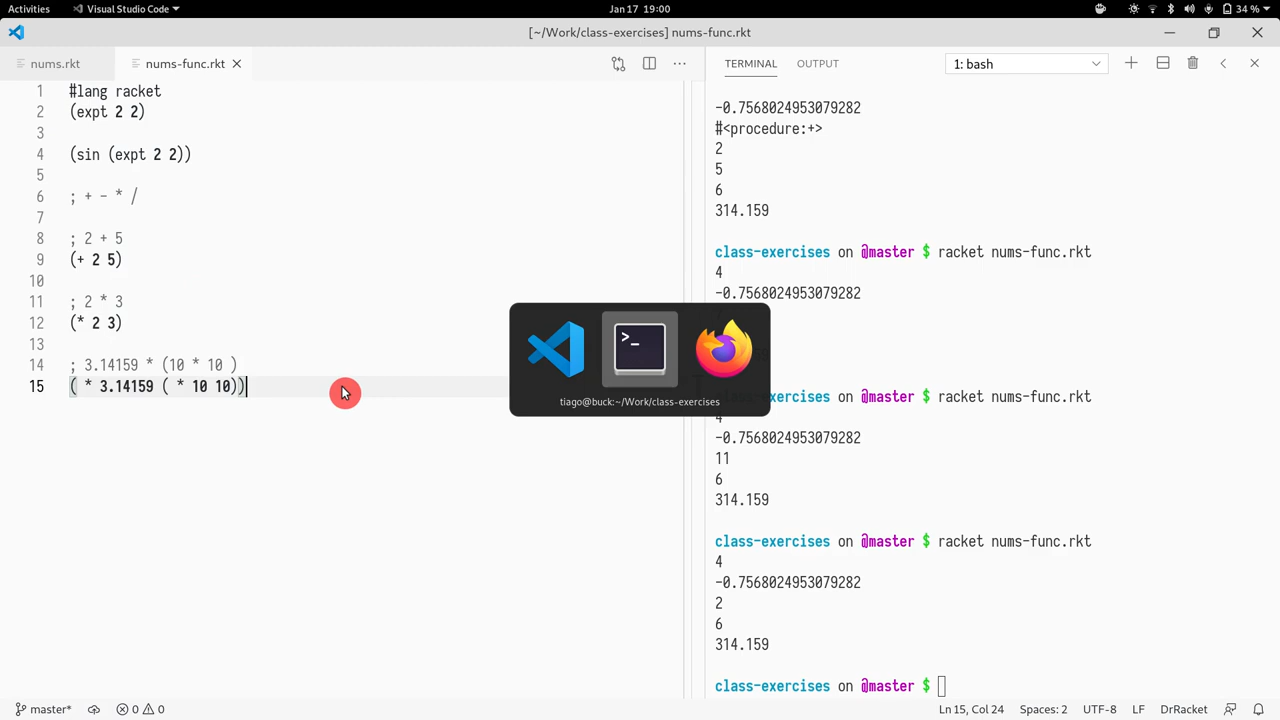 Activities
Visual Studio Code
Jan 17 19:00
34 %
[~/Work/class-exercises] nums-func.rkt
nums.rkt
nums-func.rkt
1 #lang racket
2 (expt 2 2)
3
4 (sin (expt 2 2))
5
6 ; + - * /
7
8 ; 2 + 5
9 (+ 2 5)
10
11 ; 2 * 3
12 (* 2 3)
13
14 ; 3.14159 * (10 * 10 )
15 ( * 3.14159 ( * 10 10))
TERMINAL
OUTPUT
1: bash
-0.7568024953079282
#<procedure:+>
2
5
6
314.159
class-exercises on @master $ racket nums-func.rkt
4
-0.7568024953079282
class-exercises on @master $ racket nums-func.rkt
4
-0.7568024953079282
11
6
314.159
class-exercises on @master $ racket nums-func.rkt
4
-0.7568024953079282
2
6
314.159
class-exercises on @master $
tiago@buck:~/Work/class-exercises
master*
0
0
Ln 15, Col 24
Spaces: 2
UTF-8
LF
DrRacket